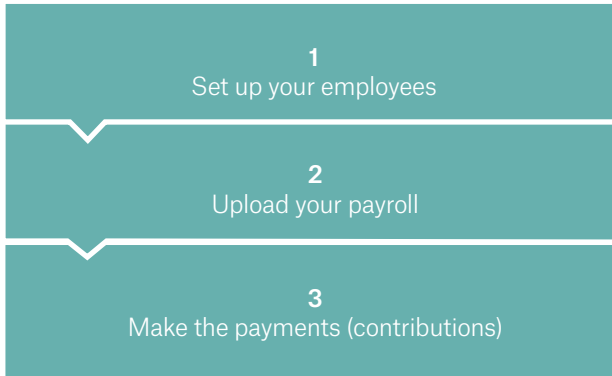 1
Set up your employees
2
Upload your payroll
3
Make the payments (contributions)